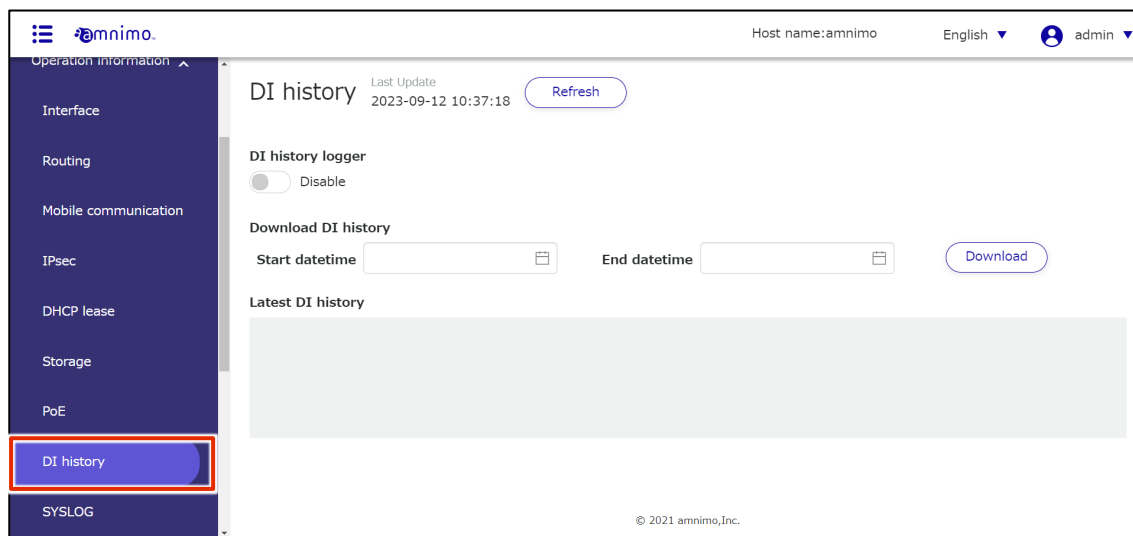 amnimo
Host name:amnimo
English ▼
admin ▼
Operation information
Interface
Routing
Mobile communication
IPsec
DHCP lease
Storage
PoE
DI history
SYSLOG
DI history
Last Update
2023-09-12 10:37:18
Refresh
DI history logger
Disable
Download DI history
Start datetime
End datetime
Download
Latest DI history
© 2021 amnimo,Inc.